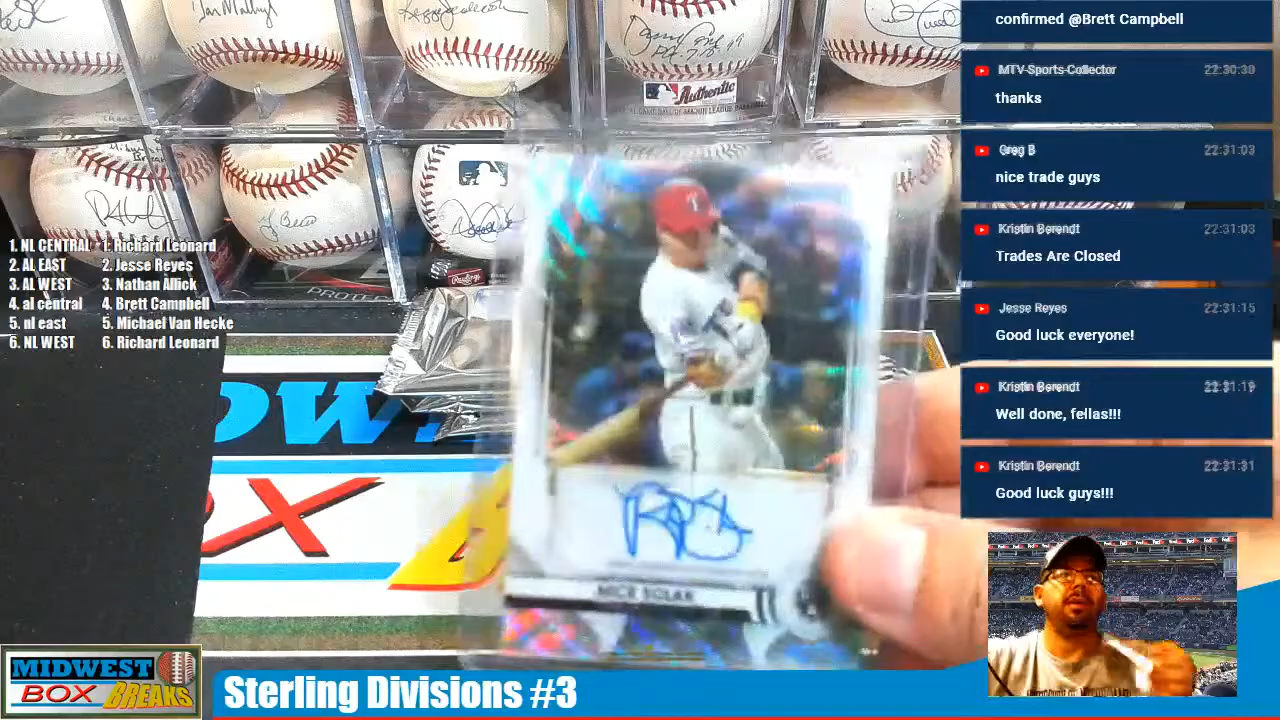 confirmed @Brett Campbell
MTV-Sports-Collector 22:30:39
thanks
Greg B 22:31:03
nice trade guys
Kristin Berendt 22:31:03
Trades Are Closed
Jesse Reyes 22:31:15
Good luck everyone!
Kristin Berendt 22:31:19
Well done, fellas!!!
Kristin Berendt 22:31:31
Good luck guys!!!
1. NL CENTRAL 1. Richard Leonard
2. AL EAST 2. Jesse Reyes
3. AL WEST 3. Nathan Allick
4. al central 4. Brett Campbell
5. nl east 5. Michael Van Hecke
6. NL WEST 6. Richard Leonard
Authentic
Rawlings
BOX
NICK SOLAK
MIDWEST
BOX BREAKS
Sterling Divisions #3